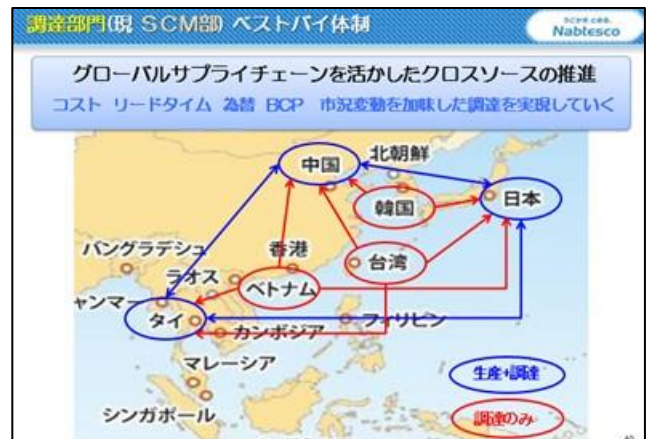 調達部門(現 SCM部) ベストバイ体制
Nabtesco
グローバルサプライチェーンを活かしたクロスソースの推進
コスト リードタイム 為替 BCP 市況変動を加味した調達を実現していく
中国
北朝鮮
韓国
日本
バングラデシュ
香港
台湾
ラオス
ベトナム
ャンマー
タイ
カンボジア
フィリピン
マレーシア
シンガポール
生産+調達
調達のみ